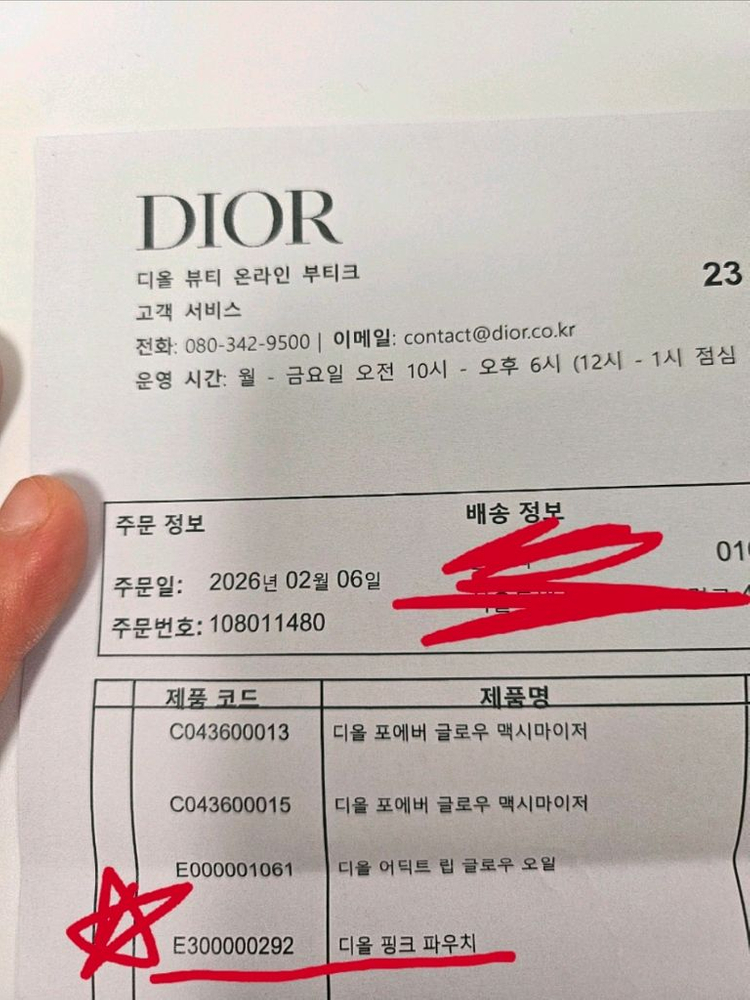 DIOR
디올 뷰티 온라인 부티크
23
고객 서비스
전화: 080-342-9500 | 이메일: contact@dior.co.kr
운영 시간: 월 - 금요일 오전 10시 - 오후 6시 (12시 - 1시 점심
주문 정보
배송 정보
주문일: 2026년 02월 06일
주문번호: 108011480
제품 코드 제품명
C043600013 디올 포에버 글로우 맥시마이저
C043600015 디올 포에버 글로우 맥시마이저
E000001061 디올 어딕트 립 글로우 오일
E300000292 디올 핑크 파우치